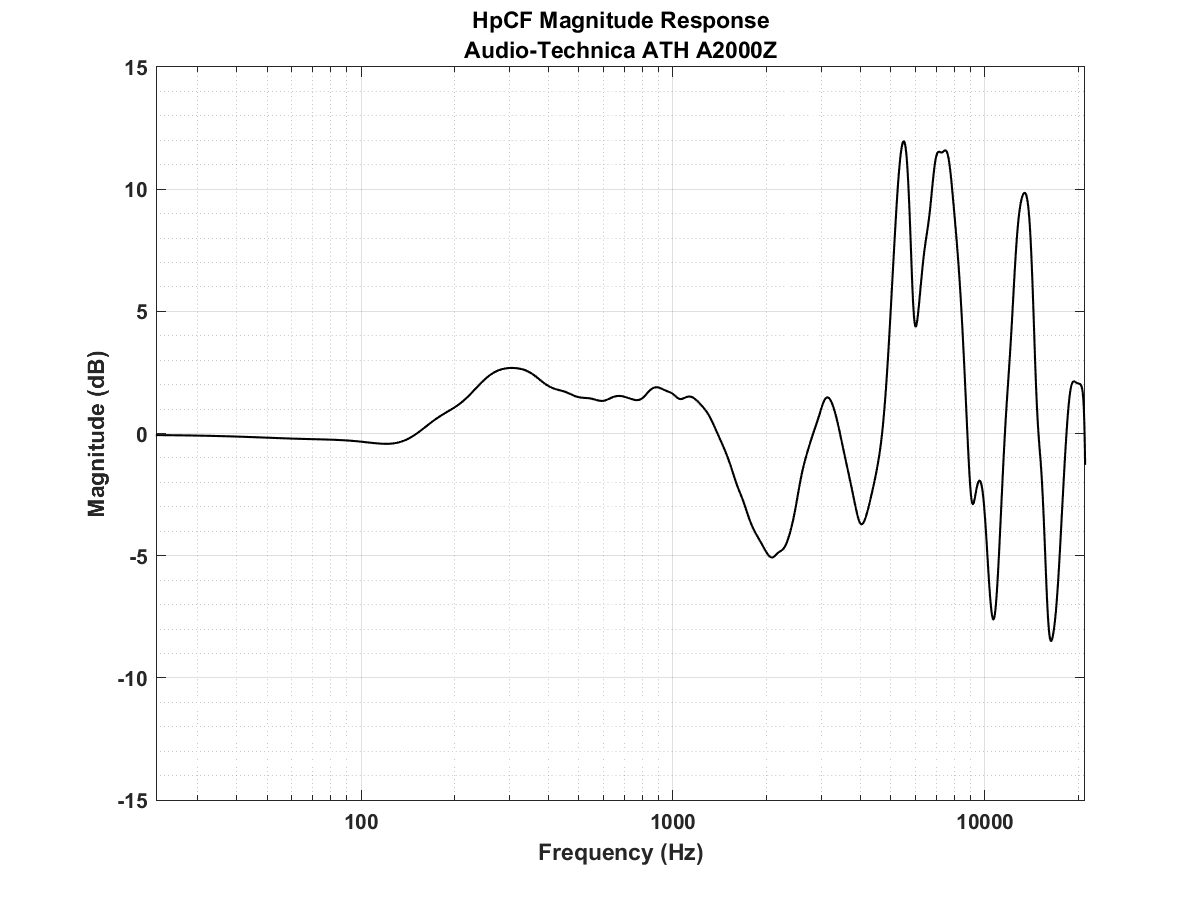 HpCF Magnitude Response
Audio-Technica ATH A2000Z
15
10
5
0
-5
-10
-15
Magnitude (dB)
100
1000
10000
Frequency (Hz)